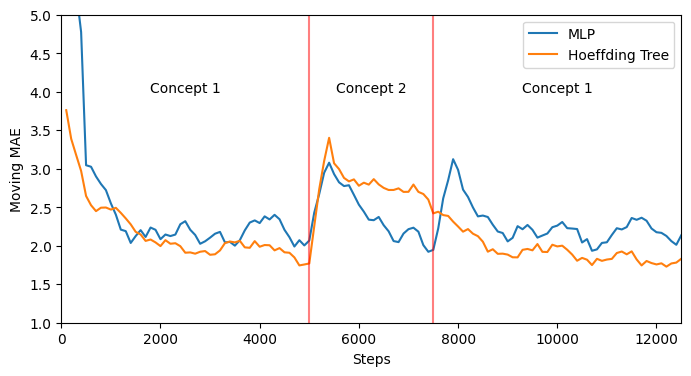 5.0
4.5
4.0
3.5
3.0
2.5
2.0
1.5
1.0
Moving MAE
MLP
Hoeffding Tree
Concept 1
Concept 2
Concept 1
0
2000
4000
6000
8000
10000
12000
Steps